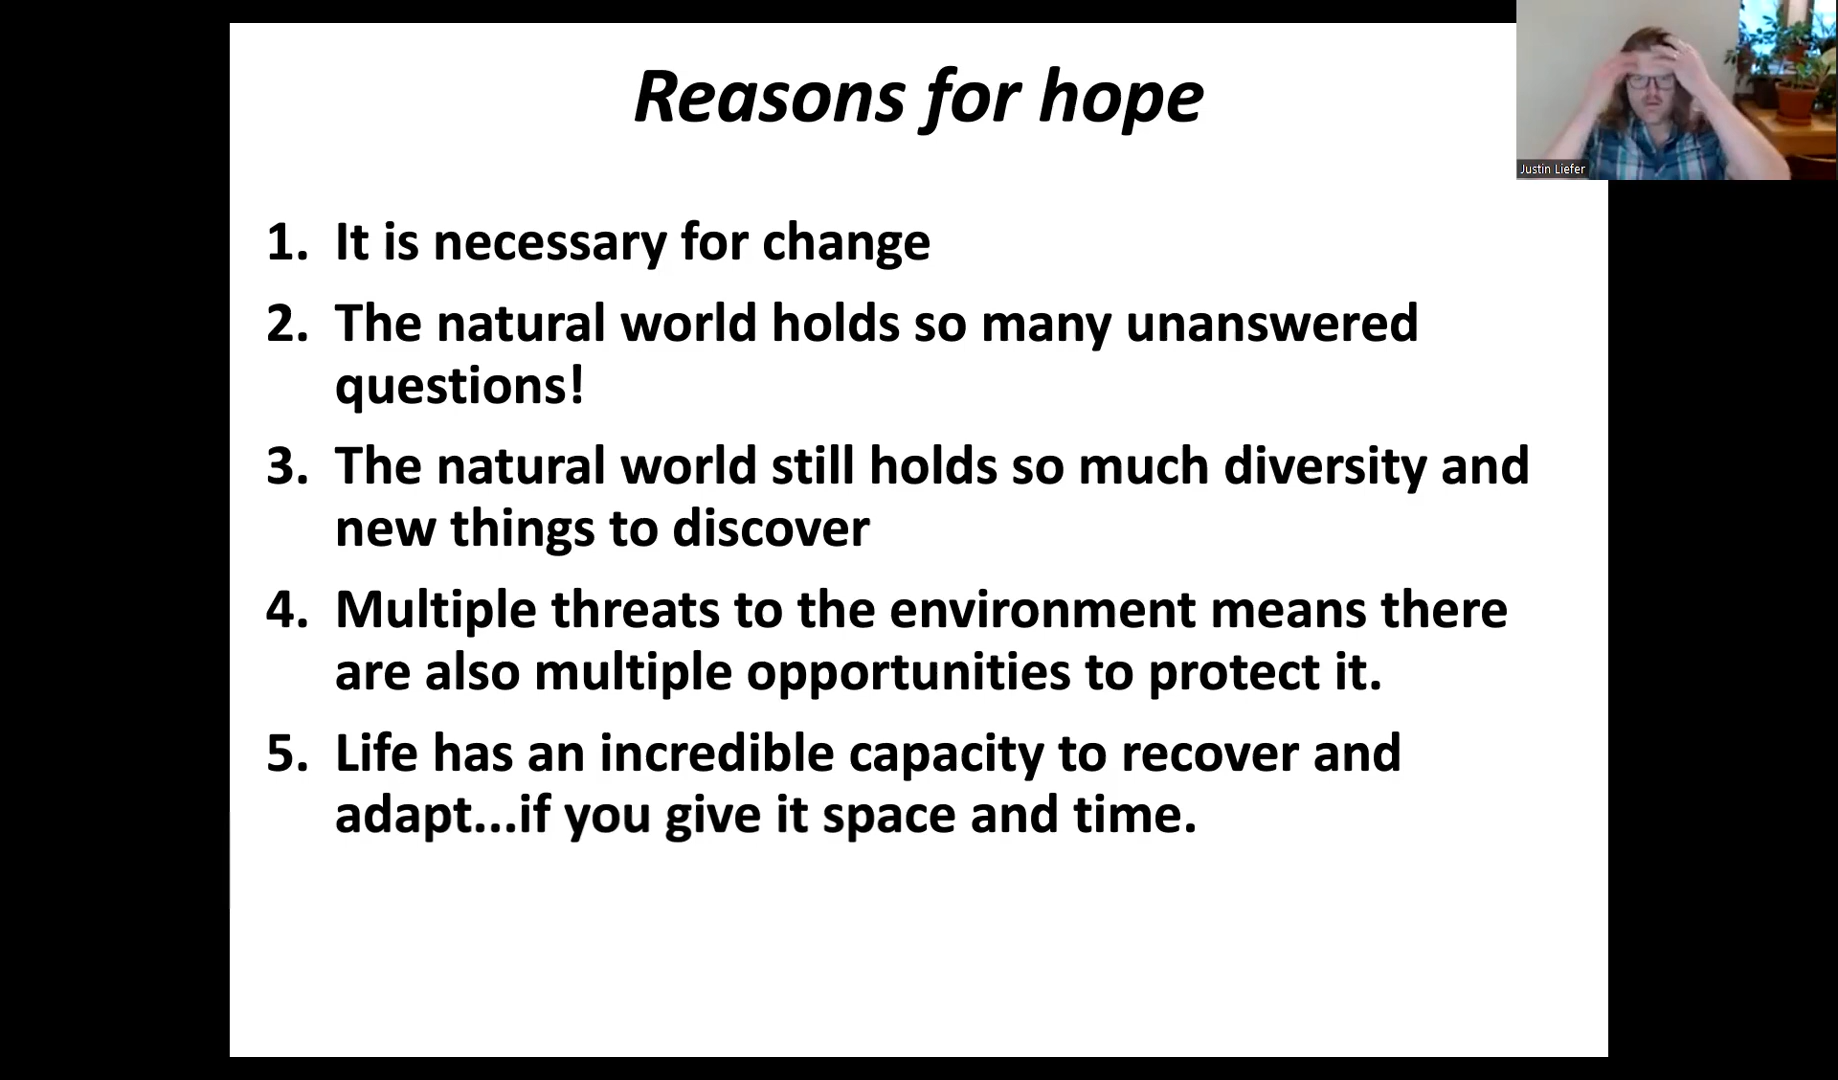 Reasons for hope
Justin Liefer
1. It is necessary for change
2. The natural world holds so many unanswered
questions!
3. The natural world still holds so much diversity and
new things to discover
4. Multiple threats to the environment means there
are also multiple opportunities to protect it.
5. Life has an incredible capacity to recover and
adapt...if you give it space and time.